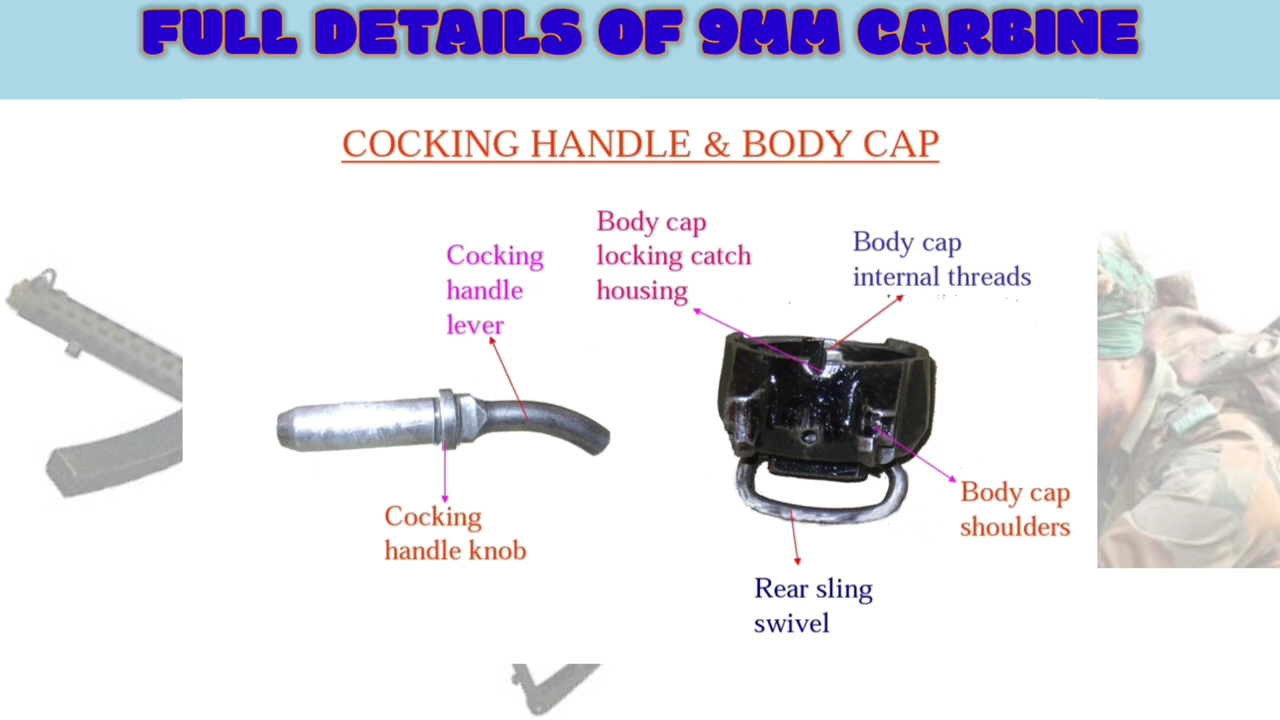 FULL DETAILS OF 9MM CARBINE
COCKING HANDLE & BODY CAP
Cocking
handle
lever
Body cap
locking catch
housing
Body cap
internal threads
Cocking
handle knob
Body cap
shoulders
Rear sling
swivel